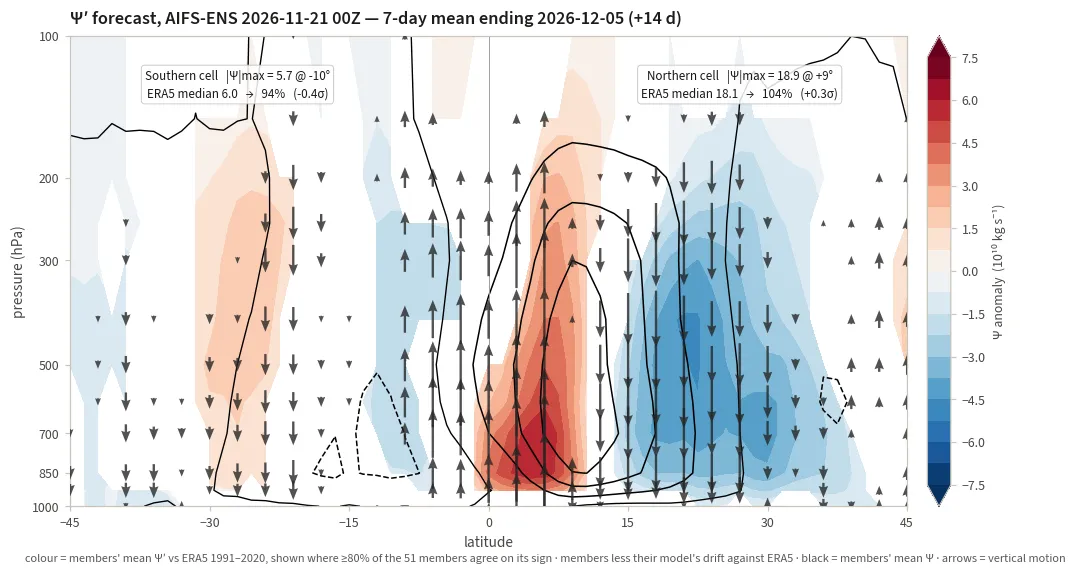 Ψ′ forecast, AIFS-ENS 2026-11-21 00Z — 7-day mean ending 2026-12-05 (+14 d)
Southern cell |Ψ|max = 5.7 @ -10°
ERA5 median 6.0 → 94% (-0.4σ)
Northern cell |Ψ|max = 18.9 @ +9°
ERA5 median 18.1 → 104% (+0.3σ)
pressure (hPa)
100
200
300
400
500
700
850
1000
−45
−30
−15
0
15
30
45
latitude
7.5
6.0
4.5
3.0
1.5
0.0
−1.5
−3.0
−4.5
−6.0
−7.5
Ψ anomaly (10¹⁰ kg s⁻¹)
colour = members' mean Ψ′ vs ERA5 1991–2020, shown where ≥80% of the 51 members agree on its sign · members less their model's drift against ERA5 · black = members' mean Ψ · arrows = vertical motion